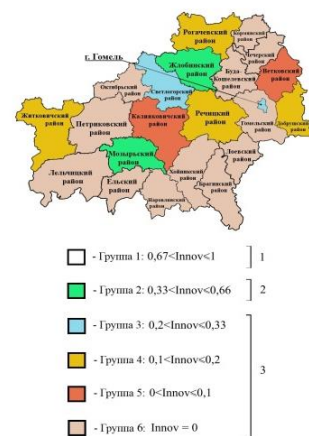 Рогачевский
район
Кормянский
район
г. Гомель
Жлобинский
район
Чечерский
район
Буда-
Кошелевский
район
Ветковский
район
Октябрьский
район
Светлогорский
район
Житковичский
район
Петриковский
район
Калинковичский
район
Речицкий
район
Гомельский
район
Добрушский
район
Мозырьский
район
Лоевский
район
Лельчицкий
район
Ельский
район
Хойникский
район
Брагинский
район
Наровлянский
район
- Группа 1: 0,67<Innov<1
1
- Группа 2: 0,33<Innov<0,66
2
- Группа 3: 0,2<Innov<0,33
- Группа 4: 0,1<Innov<0,2
- Группа 5: 0<Innov<0,1
3
- Группа 6: Innov = 0